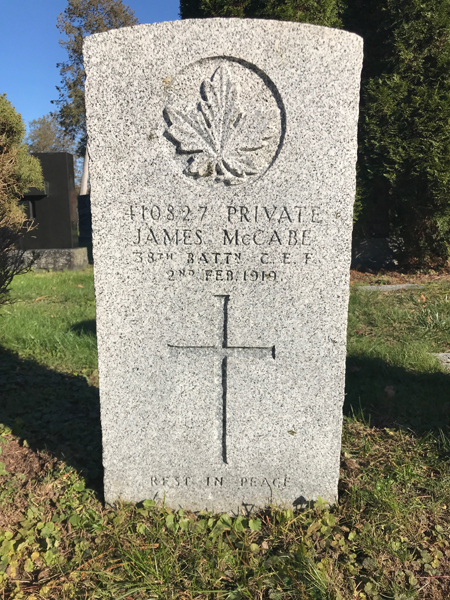 410827 PRIVATE
JAMES McCABE
38TH BATTN C.E.F.
2ND FEB. 1919
REST IN PEACE